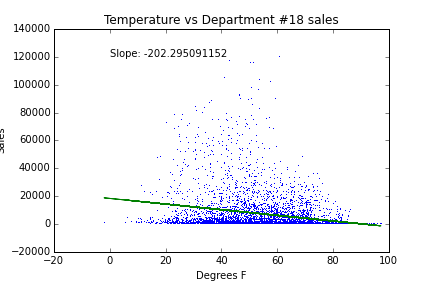 Temperature vs Department #18 sales
140000
Slope: -202.295091152
120000
100000
80000
60000
40000
20000
0
−20000
−20 0 20 40 60 80 100
Sales
Degrees F